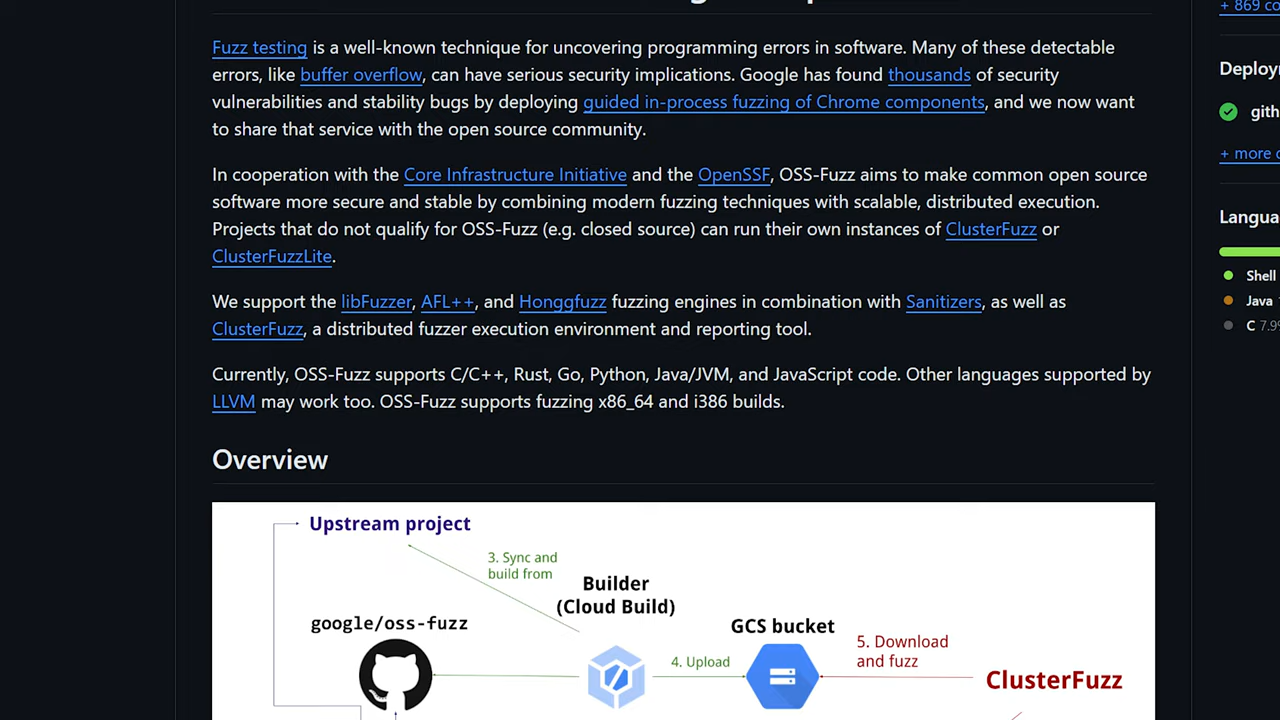 + 869 co
Fuzz testing is a well-known technique for uncovering programming errors in software. Many of these detectable
errors, like buffer overflow, can have serious security implications. Google has found thousands of security
vulnerabilities and stability bugs by deploying guided in-process fuzzing of Chrome components, and we now want
to share that service with the open source community.
In cooperation with the Core Infrastructure Initiative and the OpenSSF, OSS-Fuzz aims to make common open source
software more secure and stable by combining modern fuzzing techniques with scalable, distributed execution.
Projects that do not qualify for OSS-Fuzz (e.g. closed source) can run their own instances of ClusterFuzz or
ClusterFuzzLite.
We support the libFuzzer, AFL++, and Honggfuzz fuzzing engines in combination with Sanitizers, as well as
ClusterFuzz, a distributed fuzzer execution environment and reporting tool.
Currently, OSS-Fuzz supports C/C++, Rust, Go, Python, Java/JVM, and JavaScript code. Other languages supported by
LLVM may work too. OSS-Fuzz supports fuzzing x86_64 and i386 builds.
Overview
Upstream project
3. Sync and
build from
Builder
(Cloud Build)
google/oss-fuzz
GCS bucket
4. Upload
5. Download
and fuzz
ClusterFuzz
Deploy
gith
+ more
Langua
Shell
Java
C 7.9